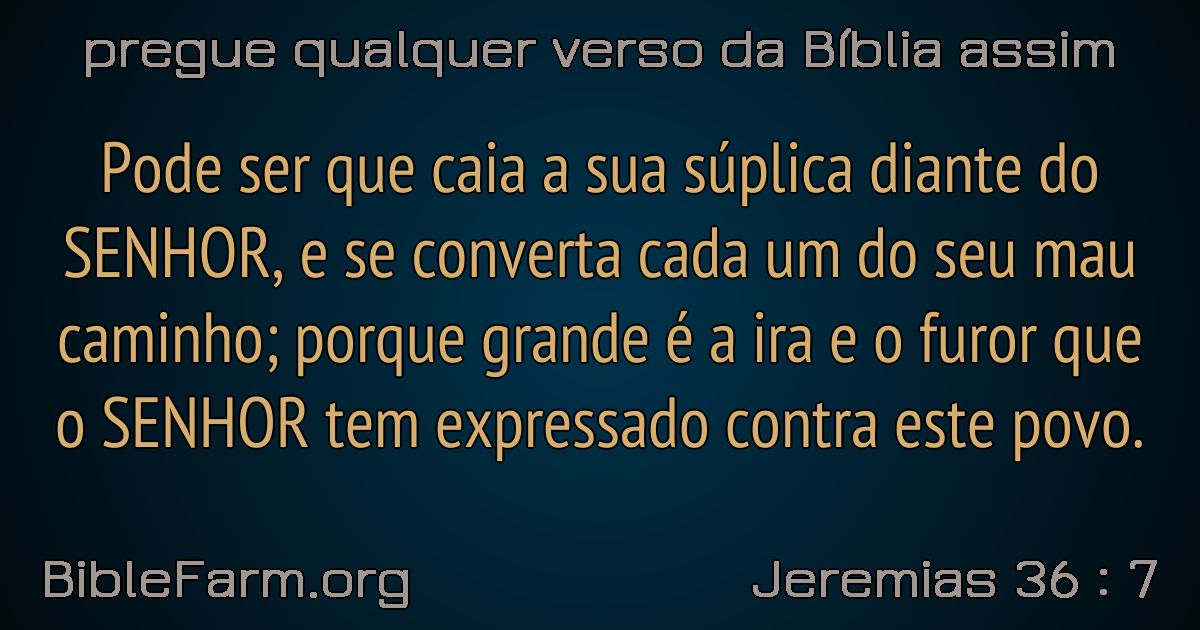 pregue qualquer verso da Bíblia assim
Pode ser que caia a sua súplica diante do
SENHOR, e se converta cada um do seu mau
caminho; porque grande é a ira e o furor que
o SENHOR tem expressado contra este povo.
BibleFarm.org
Jeremias 36 : 7